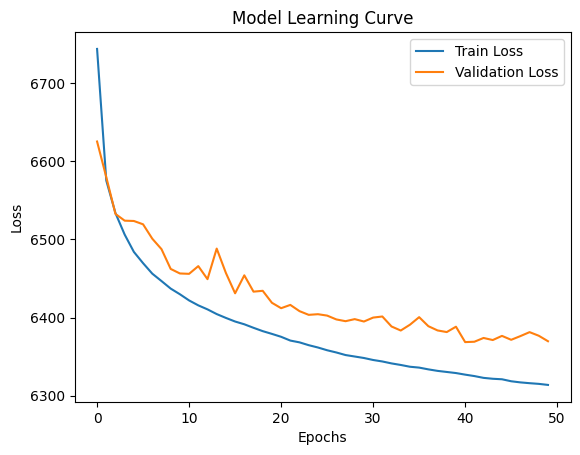 Model Learning Curve
Train Loss
Validation Loss
Loss
6700
6600
6500
6400
6300
0 10 20 30 40 50
Epochs